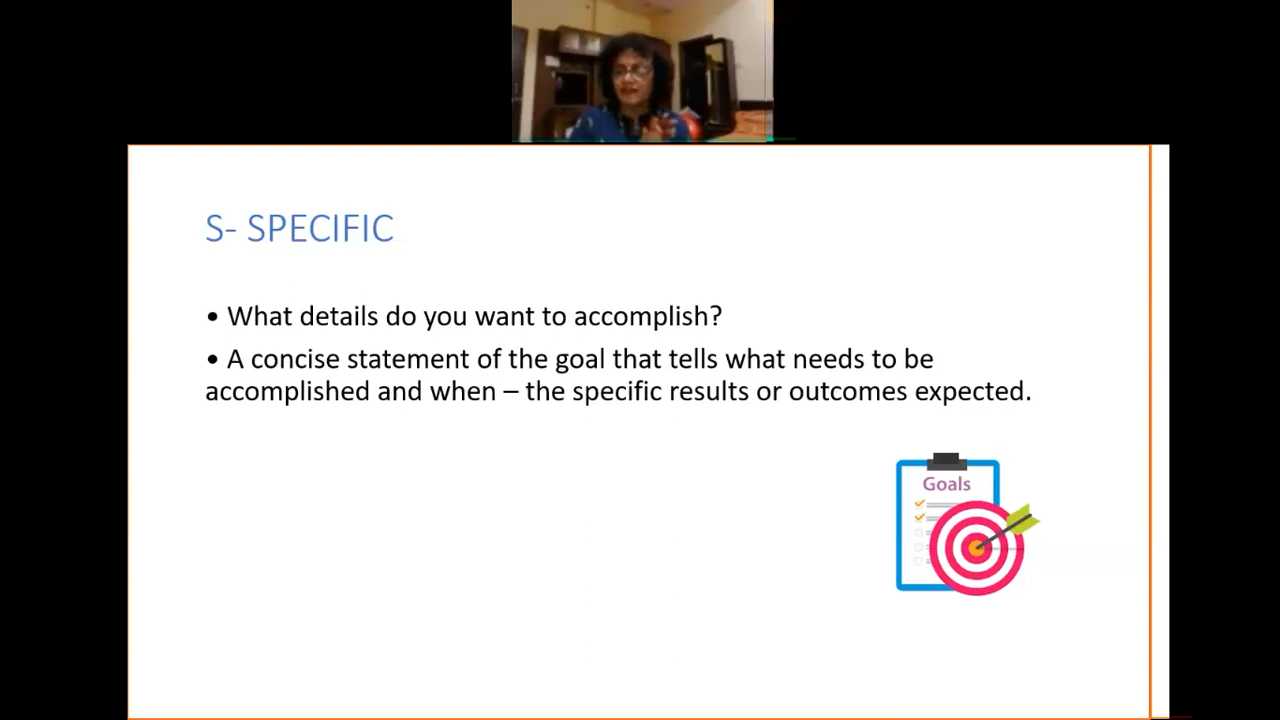 S- SPECIFIC
• What details do you want to accomplish?
• A concise statement of the goal that tells what needs to be
accomplished and when – the specific results or outcomes expected.
Goals